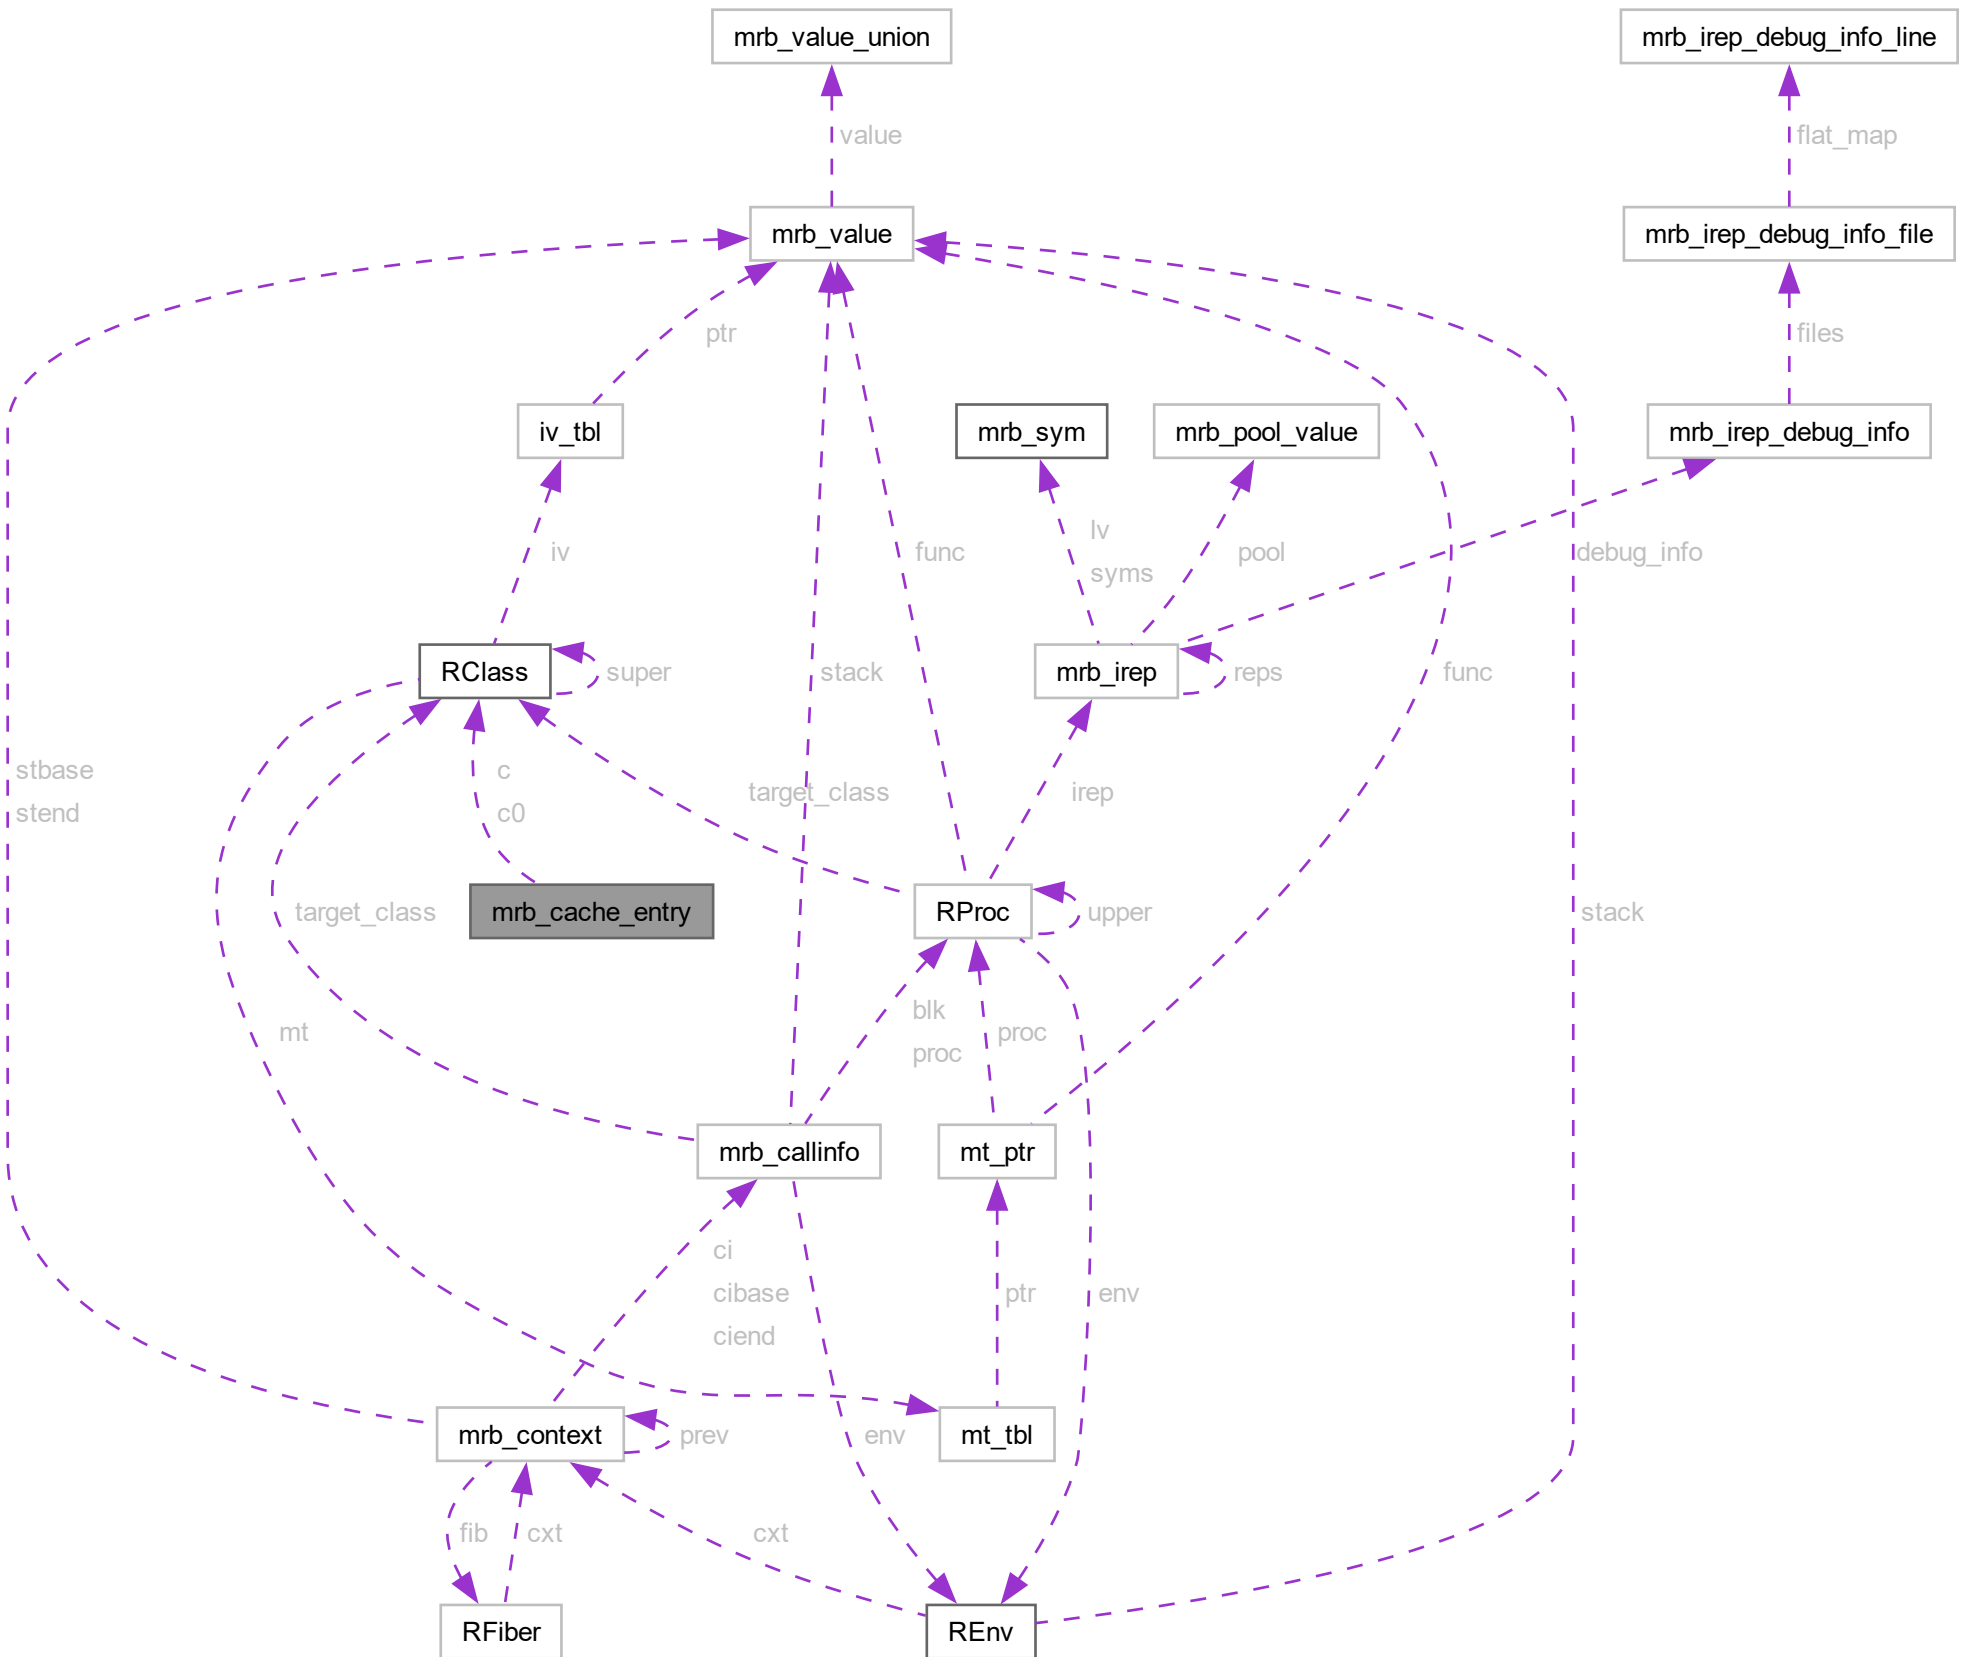 mrb_value_union
mrb_irep_debug_info_line
value
flat_map
mrb_value
mrb_irep_debug_info_file
ptr
files
iv_tbl
mrb_sym
mrb_pool_value
mrb_irep_debug_info
iv
func
lv
syms
pool
debug_info
RClass
super
stack
mrb_irep
reps
func
stbase
stend
c
c0
target_class
irep
target_class
mrb_cache_entry
RProc
upper
stack
mt
blk
proc
proc
mrb_callinfo
mt_ptr
ci
cibase
ciend
ptr
env
mrb_context
prev
env
mt_tbl
fib
cxt
cxt
RFiber
REnv